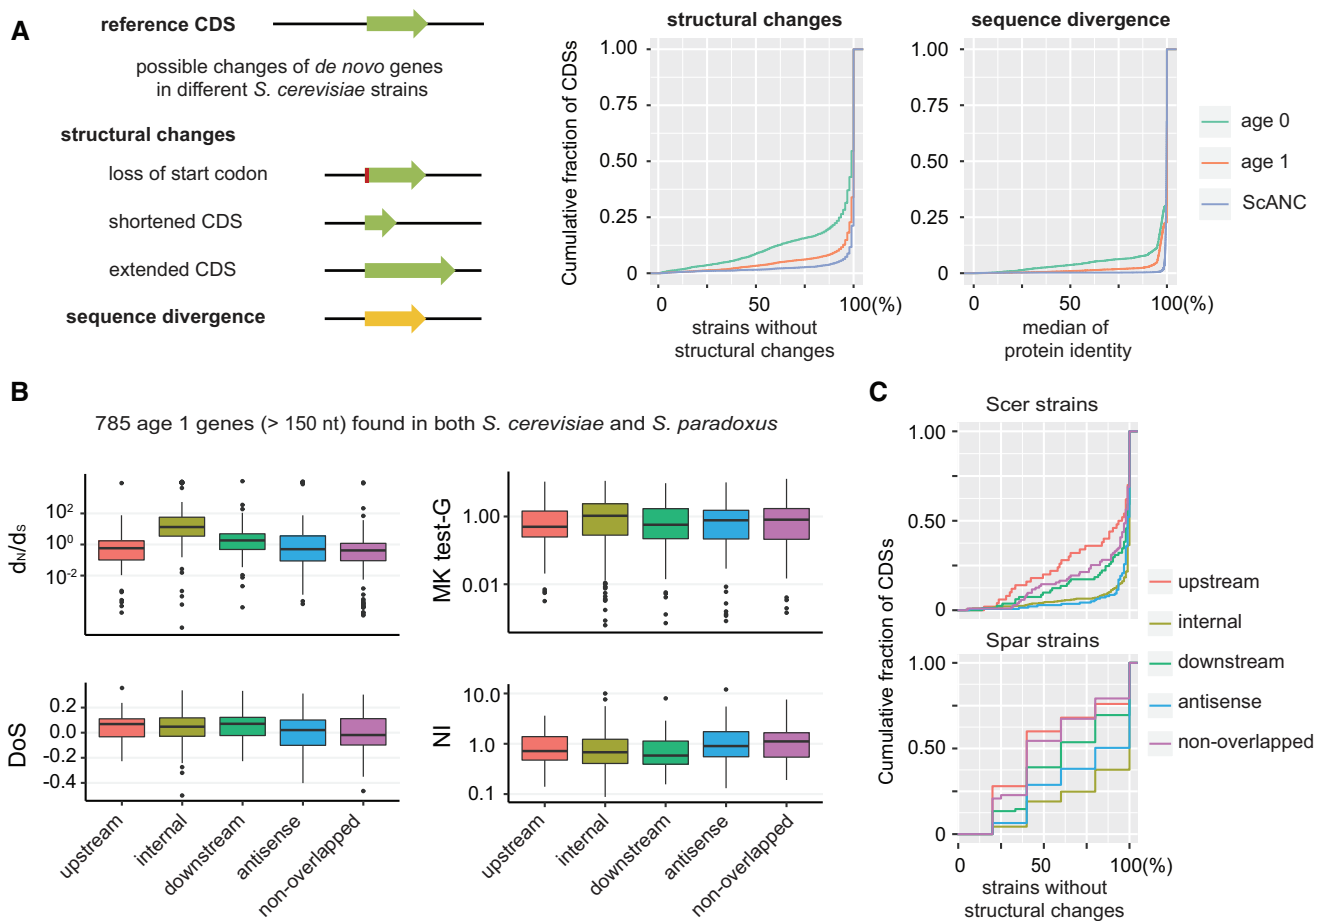 A
reference CDS
possible changes of de novo genes
in different S. cerevisiae strains
structural changes
loss of start codon
shortened CDS
extended CDS
sequence divergence
structural changes
Cumulative fraction of CDSs
1.00
0.75
0.50
0.25
0
0
50
100(%)
strains without
structural changes
sequence divergence
1.00
0.75
0.50
0.25
0
0
50
100(%)
median of
protein identity
age 0
age 1
ScANC
B
785 age 1 genes (> 150 nt) found in both S. cerevisiae and S. paradoxus
dN/ds
10²
10⁰
10⁻²
MK test-G
1.00
0.01
DoS
0.2
0.0
-0.2
-0.4
upstream
internal
downstream
antisense
non-overlapped
NI
10.0
1.0
0.1
upstream
internal
downstream
antisense
non-overlapped
C
Scer strains
1.00
0.50
0
Spar strains
1.00
0.50
0
Cumulative fraction of CDSs
0
50
100(%)
strains without
structural changes
upstream
internal
downstream
antisense
non-overlapped